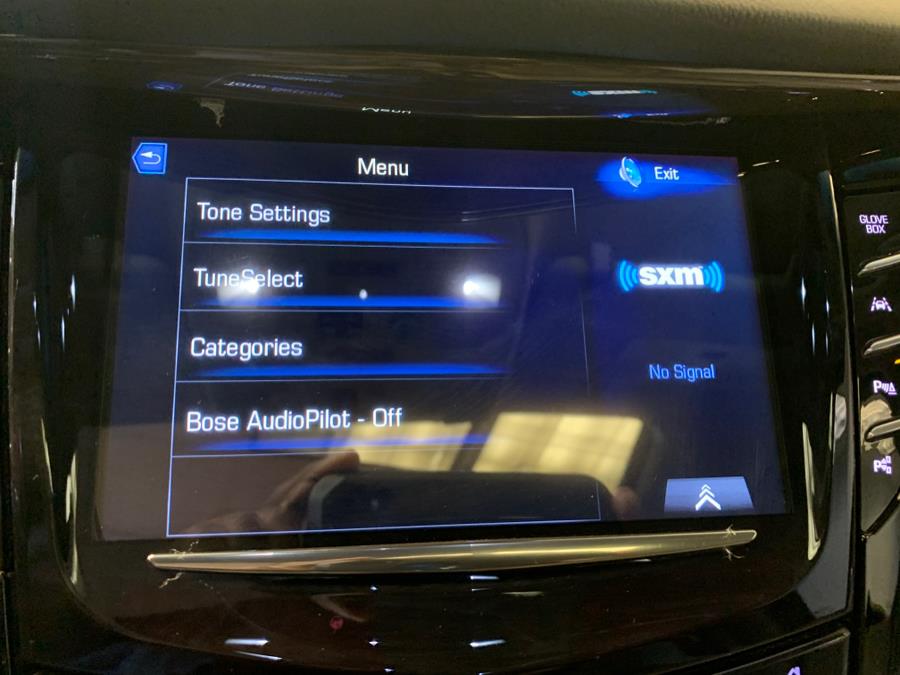 Menu
Exit
Tone Settings
TuneSelect
Categories
Bose AudioPilot - Off
sxm
No Signal
GLOVE
BOX
P
P